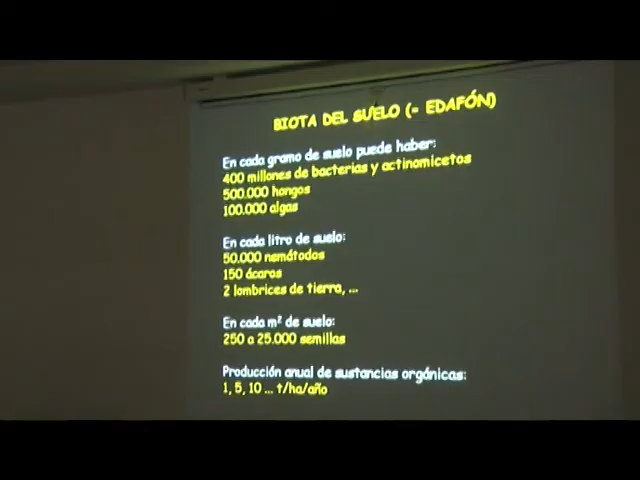 BIOTA DEL SUELO (= EDAFÓN)
En cada gramo de suelo puede haber:
400 millones de bacterias y actinomicetos
500.000 hongos
100.000 algas
En cada litro de suelo:
50.000 nemátodos
150 ácaros
2 lombrices de tierra, ...
En cada m² de suelo:
250 a 25.000 semillas
Producción anual de sustancias orgánicas:
1, 5, 10 ... t/ha/año